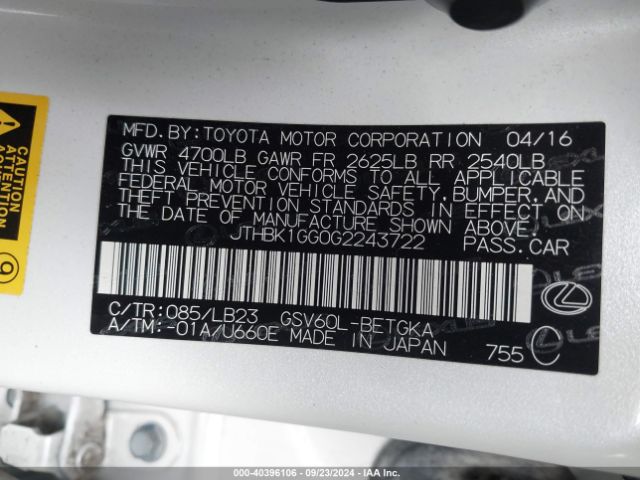 MFD.BY:TOYOTA MOTOR CORPORATION 04/16
GVWR 4700LB GAWR FR 2625LB RR 2540LB
THIS VEHICLE CONFORMS TO ALL APPLICABLE
FEDERAL MOTOR VEHICLE SAFETY,BUMPER,AND
THEFT PREVENTION STANDARDS IN EFFECT ON
THE DATE OF MANUFACTURE SHOWN ABOVE.
JTHBK1GG0G2243722 PASS.CAR
C/TR:085/LB23 GSV60L-BETGKA
A/TM:-01A/U660E MADE IN JAPAN 755
CAUTION
ATTENTION
9
LEXUS
000-40396106 - 09/23/2024 - IAA Inc.